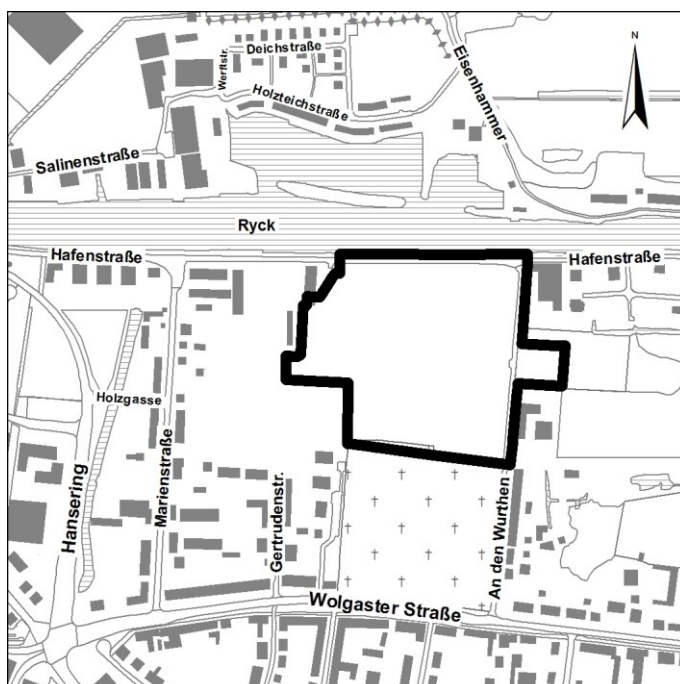 N
Deichstraße
Werftstr.
Eisenhammer
Holzteichstraße
Salinenstraße
Ryck
Hafenstraße
Hafenstraße
Holzgasse
Hansering
Marienstraße
Gertrudenstr.
An den Wurthen
Wolgaster Straße